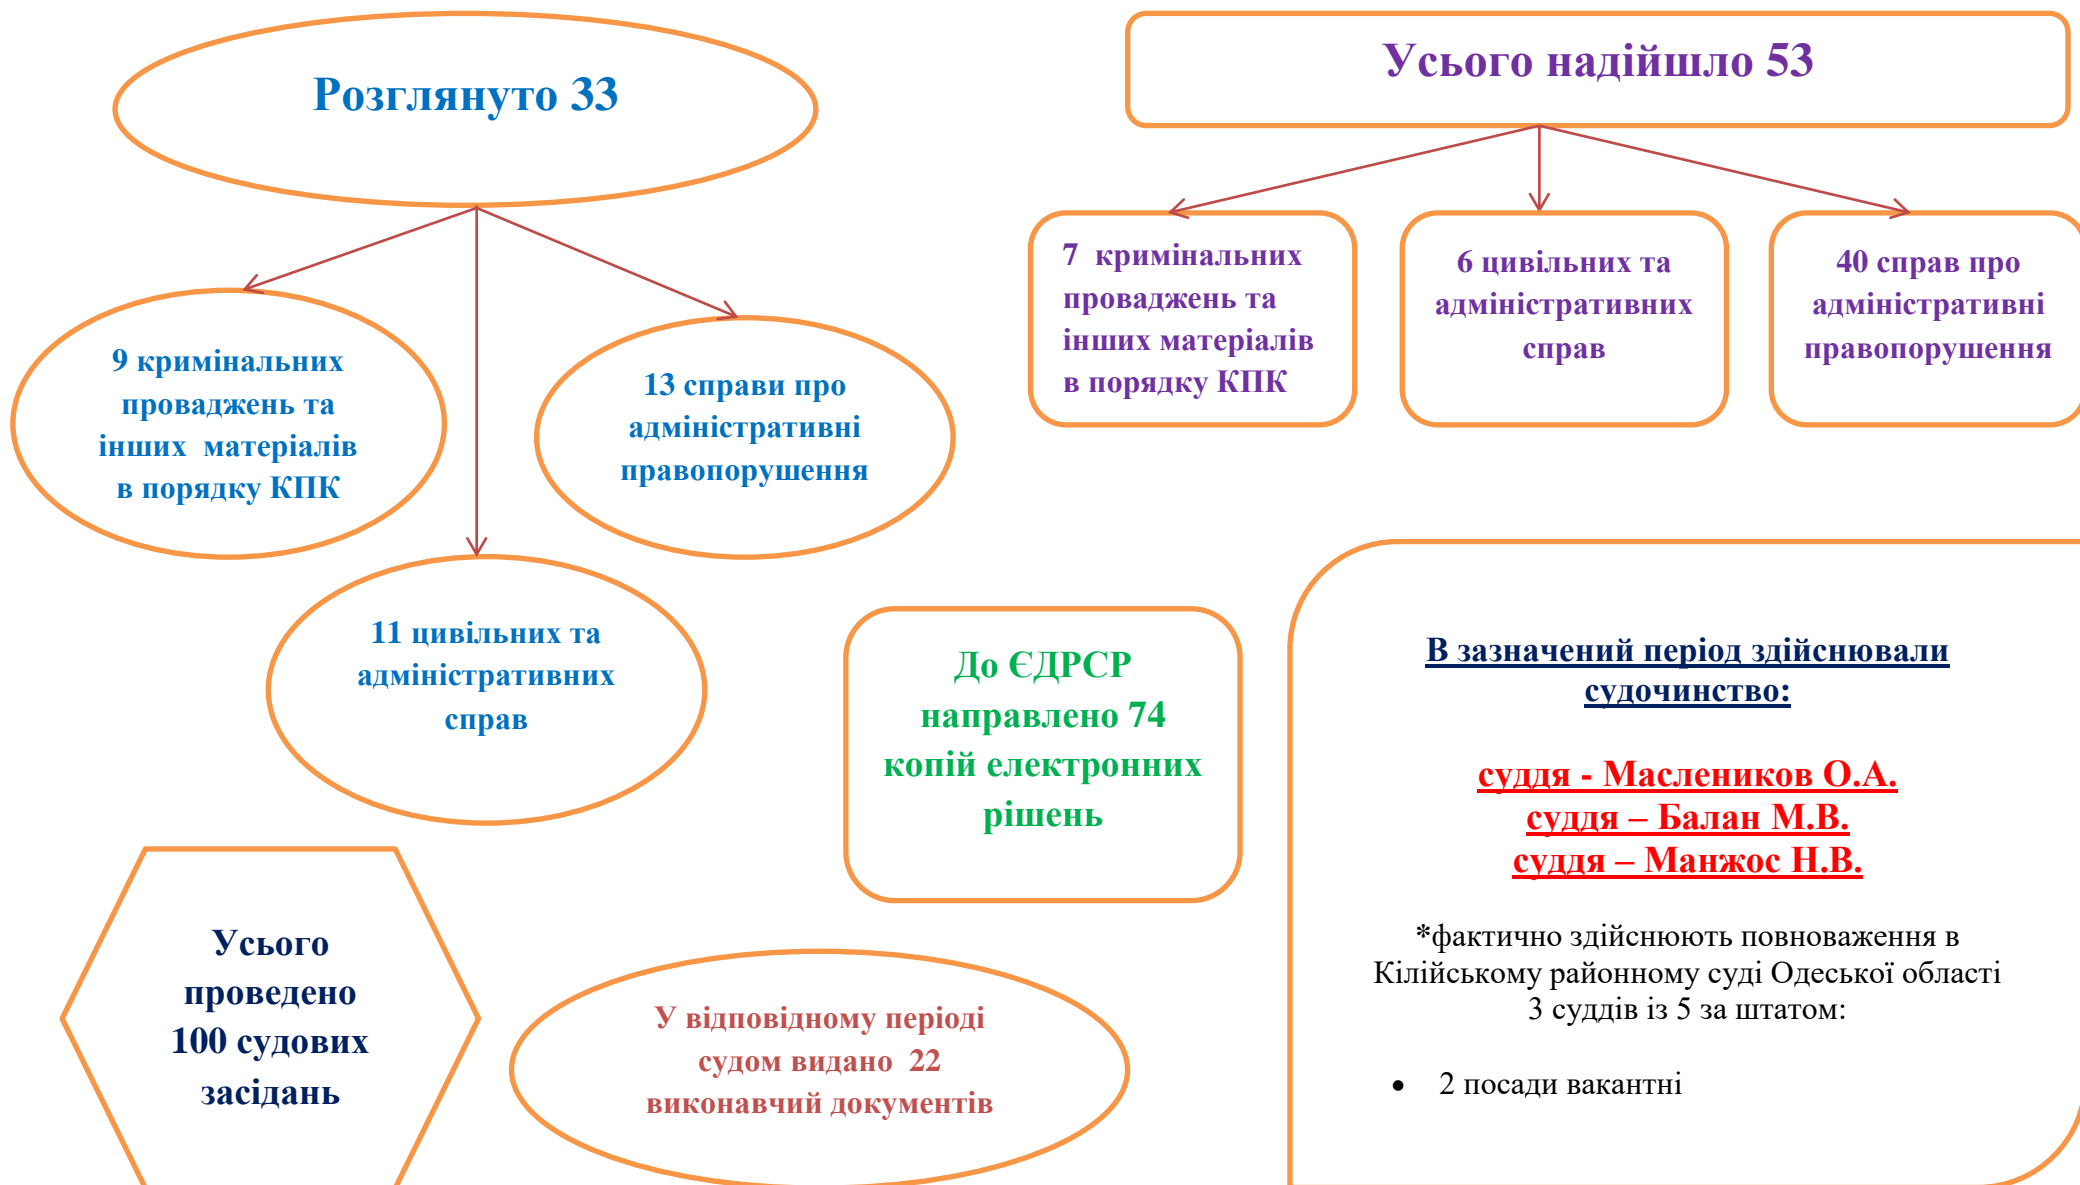 Розглянуто 33
9 кримінальних
проваджень та
інших матеріалів
в порядку КПК
13 справи про
адміністративні
правопорушення
11 цивільних та
адміністративних
справ
Усього надійшло 53
7 кримінальних
проваджень та
інших матеріалів
в порядку КПК
6 цивільних та
адміністративних
справ
40 справ про
адміністративні
правопорушення
До ЄДРСР
направлено 74
копій електронних
рішень
В зазначений період здійснювали
судочинство:
суддя - Маслеников О.А.
суддя – Балан М.В.
суддя – Манжос Н.В.
*фактично здійснюють повноваження в
Кілійському районному суді Одеської області
3 суддів із 5 за штатом:
• 2 посади вакантні
Усього
проведено
100 судових
засідань
У відповідному періоді
судом видано 22
виконавчий документів